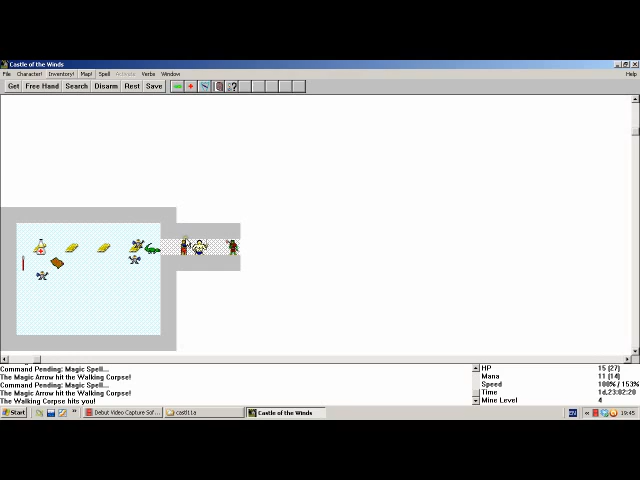 Castle of the Winds
File Character! Inventory! Map! Spell Activate Verbs Window Help
Get Free Hand Search Disarm Rest Save
Command Pending: Magic Spell...
The Magic Arrow hit the Walking Corpse!
Command Pending: Magic Spell...
The Magic Arrow hit the Walking Corpse!
The Walking Corpse hits you!
HP 15 (27)
Mana 11 (14)
Speed 100% / 153%
Time 1d,23:02:20
Mine Level 4
Start Debut Video Capture Sof... Castle of the Winds EN 19:45